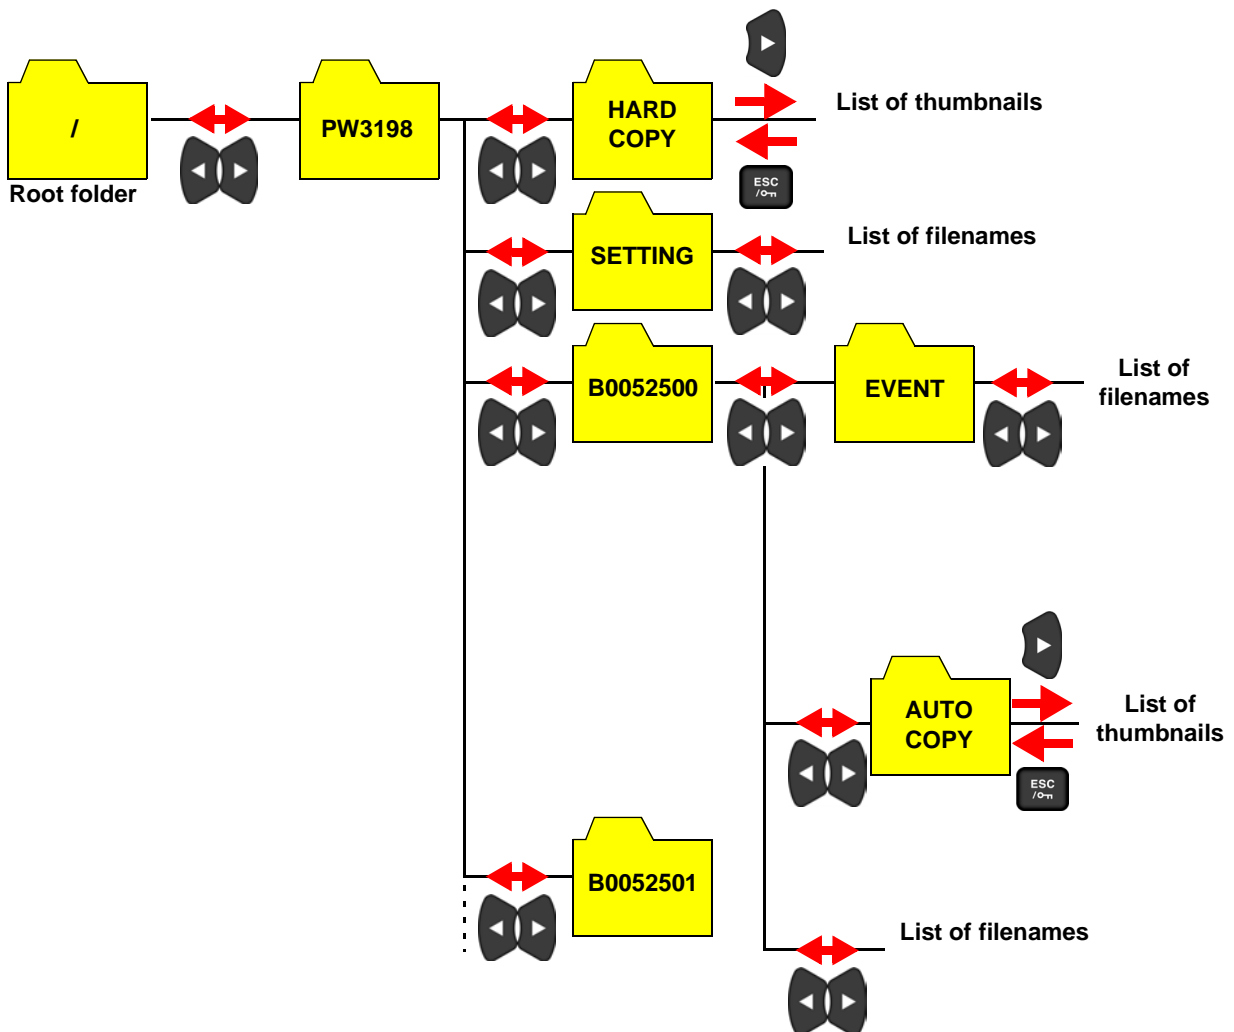 /
Root folder
PW3198
HARD
COPY
List of thumbnails
ESC
/
SETTING
List of filenames
B0052500
EVENT
List of
filenames
AUTO
COPY
List of
thumbnails
ESC
/
B0052501
List of filenames